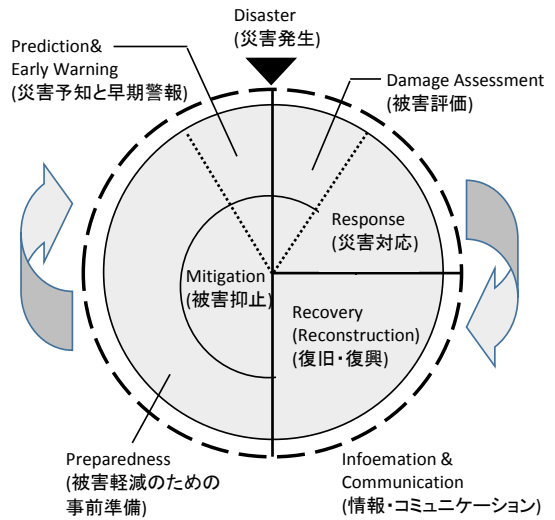 Disaster
(災害発生)
Prediction&
Early Warning
(災害予知と早期警報)
Damage Assessment
(被害評価)
Response
(災害対応)
Mitigation
(被害抑止)
Recovery
(Reconstruction)
(復旧・復興)
Preparedness
(被害軽減のための
事前準備)
Infoemation &
Communication
(情報・コミュニケーション)